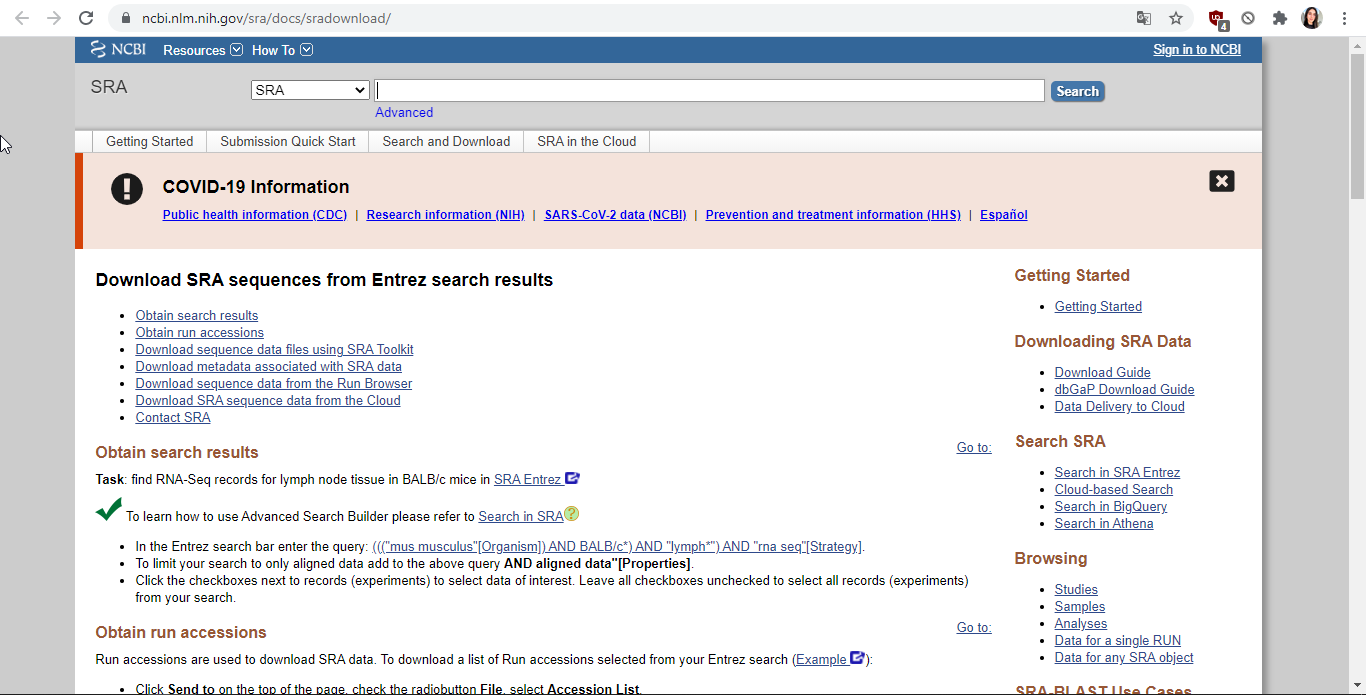 ncbi.nlm.nih.gov/sra/docs/sradownload/
4
NCBI Resources How To Sign in to NCBI
SRA SRA Search
Advanced
Getting Started Submission Quick Start Search and Download SRA in the Cloud
COVID-19 Information
Public health information (CDC) | Research information (NIH) | SARS-CoV-2 data (NCBI) | Prevention and treatment information (HHS) | Español
Download SRA sequences from Entrez search results
• Obtain search results
• Obtain run accessions
• Download sequence data files using SRA Toolkit
• Download metadata associated with SRA data
• Download sequence data from the Run Browser
• Download SRA sequence data from the Cloud
• Contact SRA
Obtain search results Go to:
Task: find RNA-Seq records for lymph node tissue in BALB/c mice in SRA Entrez
To learn how to use Advanced Search Builder please refer to Search in SRA
• In the Entrez search bar enter the query: ((("mus musculus"[Organism]) AND BALB/c*) AND "lymph*") AND "rna seq"[Strategy].
• To limit your search to only aligned data add to the above query AND aligned data"[Properties].
• Click the checkboxes next to records (experiments) to select data of interest. Leave all checkboxes unchecked to select all records (experiments)
from your search.
Obtain run accessions Go to:
Run accessions are used to download SRA data. To download a list of Run accessions selected from your Entrez search (Example ):
• Click Send to on the top of the page, check the radiobutton File, select Accession List.
Getting Started
• Getting Started
Downloading SRA Data
• Download Guide
• dbGaP Download Guide
• Data Delivery to Cloud
Search SRA
• Search in SRA Entrez
• Cloud-based Search
• Search in BigQuery
• Search in Athena
Browsing
• Studies
• Samples
• Analyses
• Data for a single RUN
• Data for any SRA object
SRA-BLAST Use Cases